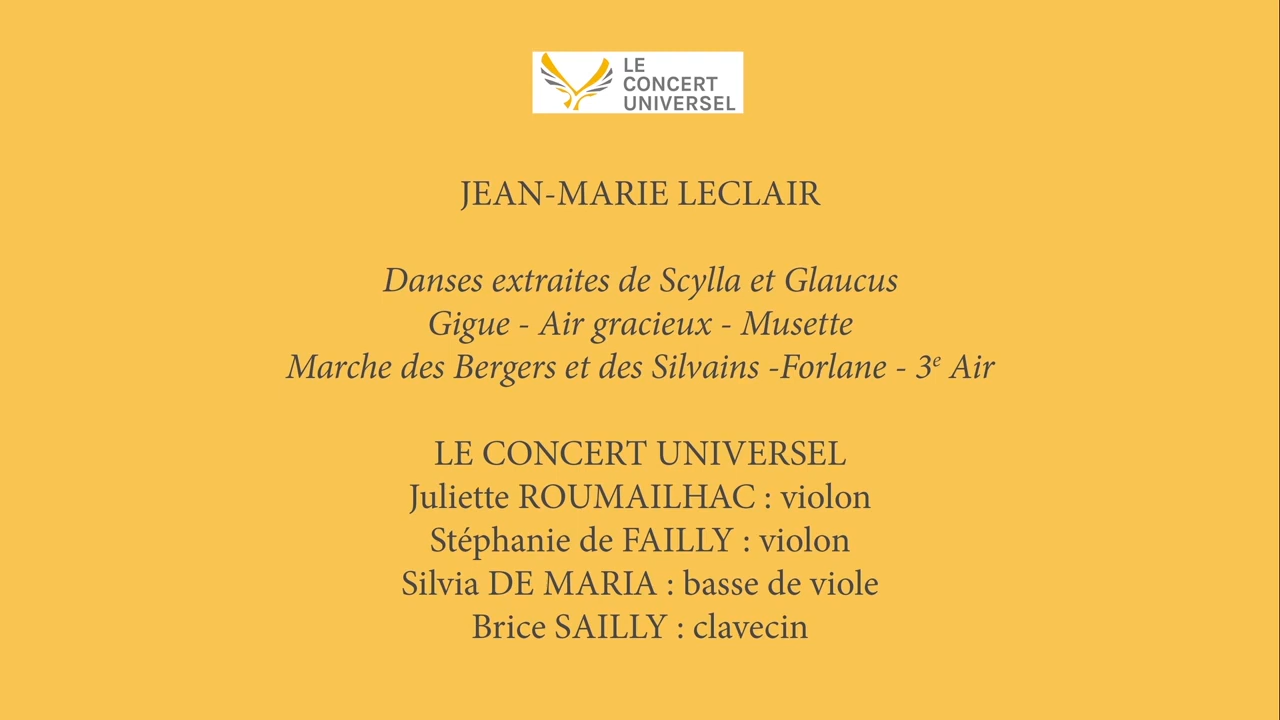 LE
CONCERT
UNIVERSEL
JEAN-MARIE LECLAIR
Danses extraites de Scylla et Glaucus
Gigue - Air gracieux - Musette
Marche des Bergers et des Silvains -Forlane - 3e Air
LE CONCERT UNIVERSEL
Juliette ROUMAILHAC : violon
Stéphanie de FAILLY : violon
Silvia DE MARIA : basse de viole
Brice SAILLY : clavecin